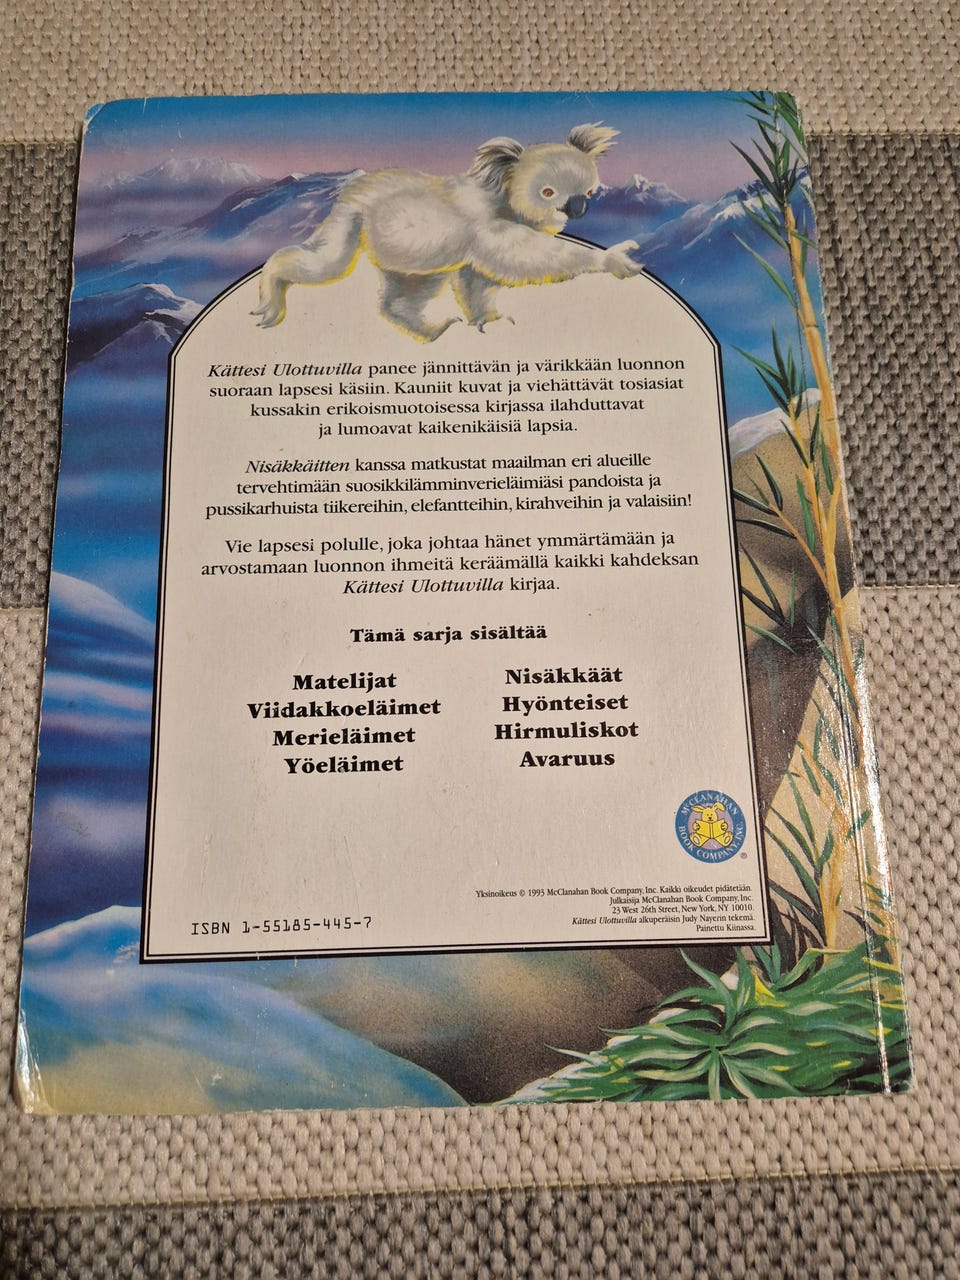 Kättesi Ulottuvilla panee jännittävän ja värikkään luonnon
suoraan lapsesi käsiin. Kauniit kuvat ja viehättävät tosiasiat
kussakin erikoismuotoisessa kirjassa ilahduttavat
ja lumoavat kaikenikäisiä lapsia.
Nisäkkäitten kanssa matkustat maailman eri alueille
tervehtimään suosikkilämminverieläimiäsi pandoista ja
pussikarhuista tiikereihin, elefantteihin, kirahveihin ja valaisiin!
Vie lapsesi polulle, joka johtaa hänet ymmärtämään ja
arvostamaan luonnon ihmeitä keräämällä kaikki kahdeksan
Kättesi Ulottuvilla kirjaa.
Tämä sarja sisältää
Matelijat
Viidakkoeläimet
Merieläimet
Yöeläimet
Nisäkkäät
Hyönteiset
Hirmuliskot
Avaruus
McCLANAHAN
BOOK COMPANY, INC.
®
Yksinoikeus © 1993 McClanahan Book Company, Inc. Kaikki oikeudet pidätetään.
Julkaisija McClanahan Book Company, Inc.
23 West 26th Street, New York, NY 10010.
Kättesi Ulottuvilla alkuperäisin Judy Nayerin tekemä.
Painettu Kiinassa.
ISBN 1-55185-445-7